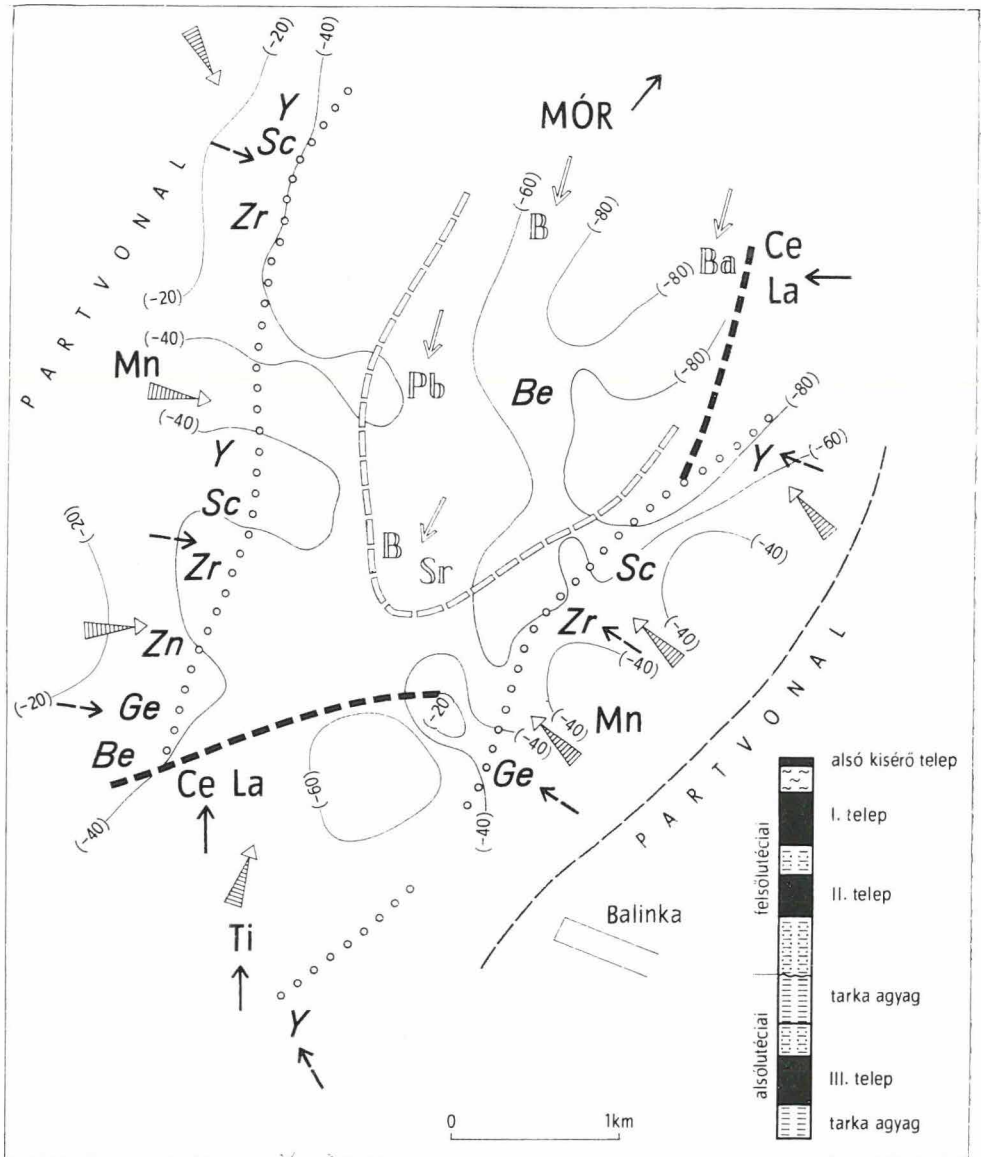 (-20)
(-40)
Y
Sc
MÓR
Zr
(-60)
B
(-80)
Ba
(-80)
Ce
La
PARTVONAL
(-20)
(-40)
Mn
(-40)
Pb
Be
(-80)
(-80)
Y
(-60)
Y
Sc
(-20)
Zr
B
Sr
Sc
(-40)
Zn
Zr
(-40)
(-40)
(-20)
Ge
(-20)
Mn
(-40)
(-40)
Be
Ce La
(-60)
Ge
(-40)
(-40)
PARTVONAL
Ti
Balinka
Y
0 1km
alsó kisérő telep
I. telep
II. telep
tarka agyag
III. telep
tarka agyag
felsőlutéciai
alsólutéciai